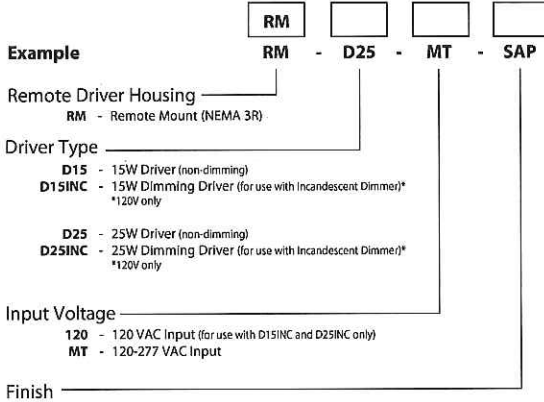 RM
Example RM - D25 - MT - SAP
Remote Driver Housing
RM - Remote Mount (NEMA 3R)
Driver Type
D15 - 15W Driver (non-dimming)
D15INC - 15W Dimming Driver (for use with Incandescent Dimmer)*
*120V only
D25 - 25W Driver (non-dimming)
D25INC - 25W Dimming Driver (for use with Incandescent Dimmer)*
*120V only
Input Voltage
120 - 120 VAC Input (for use with D15INC and D25INC only)
MT - 120-277 VAC Input
Finish